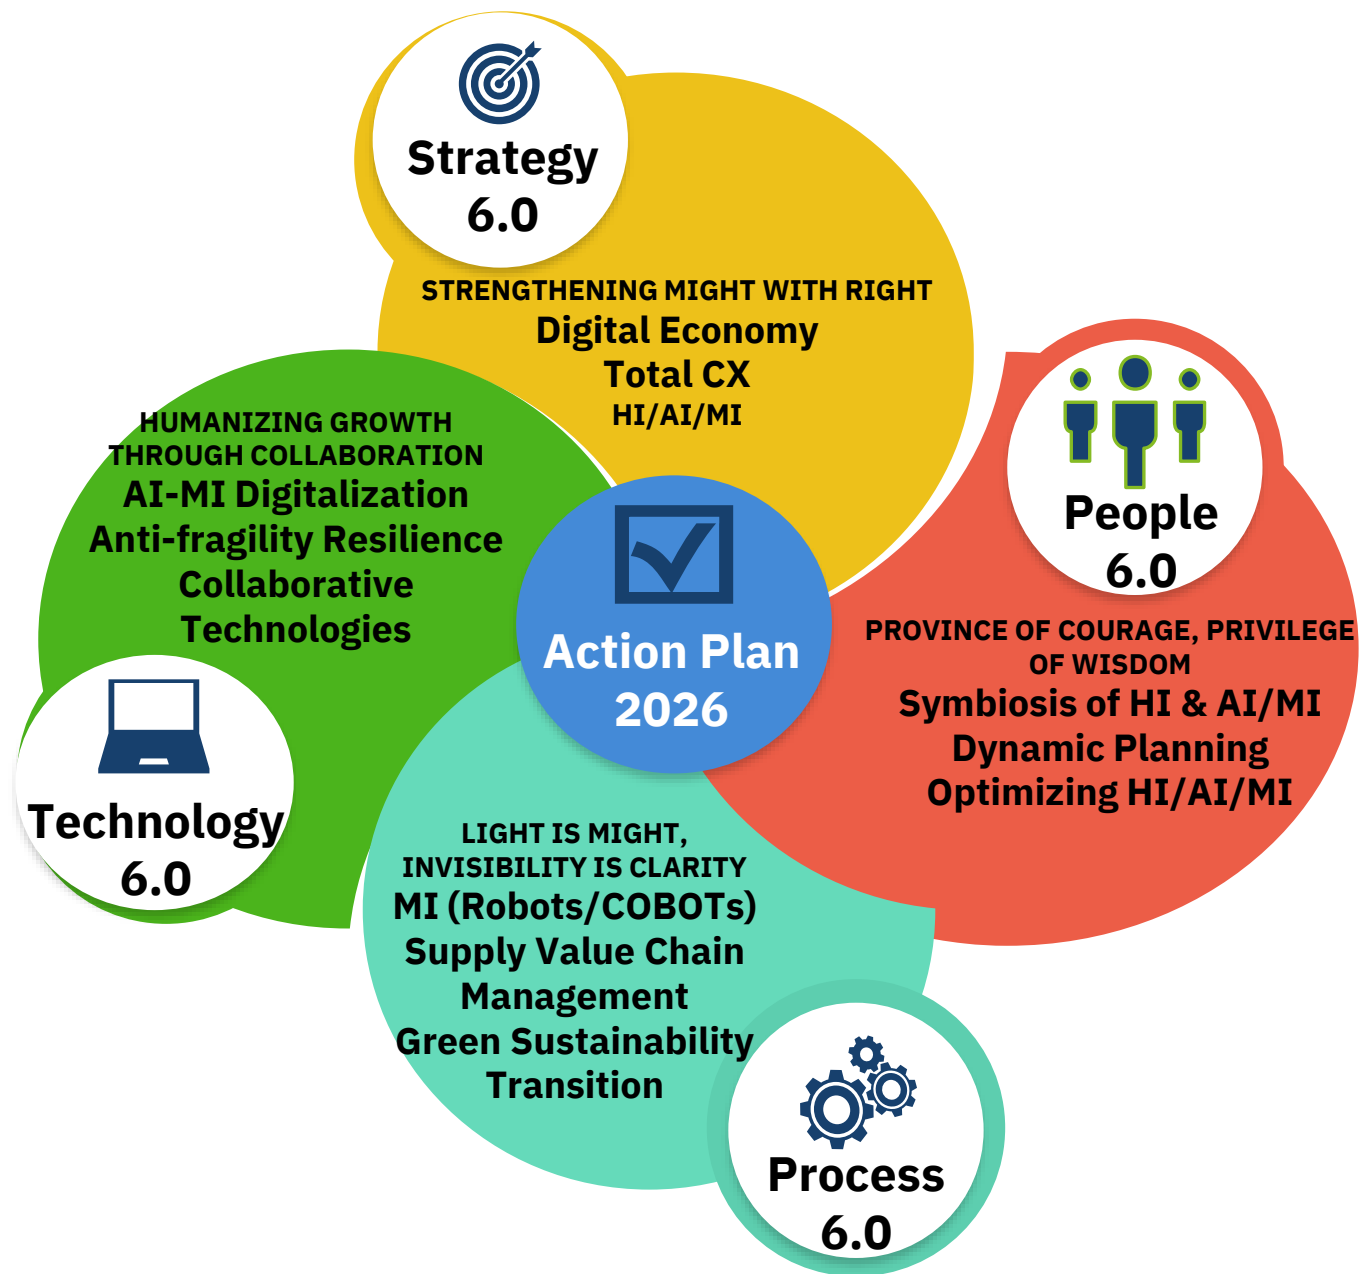 Strategy
6.0
STRENGTHENING MIGHT WITH RIGHT
Digital Economy
Total CX
HI/AI/MI
People
6.0
PROVINCE OF COURAGE, PRIVILEGE
OF WISDOM
Symbiosis of HI & AI/MI
Dynamic Planning
Optimizing HI/AI/MI
HUMANIZING GROWTH
THROUGH COLLABORATION
AI-MI Digitalization
Anti-fragility Resilience
Collaborative
Technologies
Technology
6.0
Action Plan
2026
LIGHT IS MIGHT,
INVISIBILITY IS CLARITY
MI (Robots/COBOTs)
Supply Value Chain
Management
Green Sustainability
Transition
Process
6.0